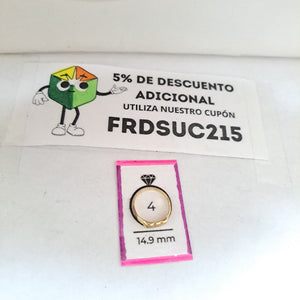 5% DE DESCUENTO
ADICIONAL
UTILIZA NUESTRO CUPÓN
FRDSUC215
4
14.9 mm